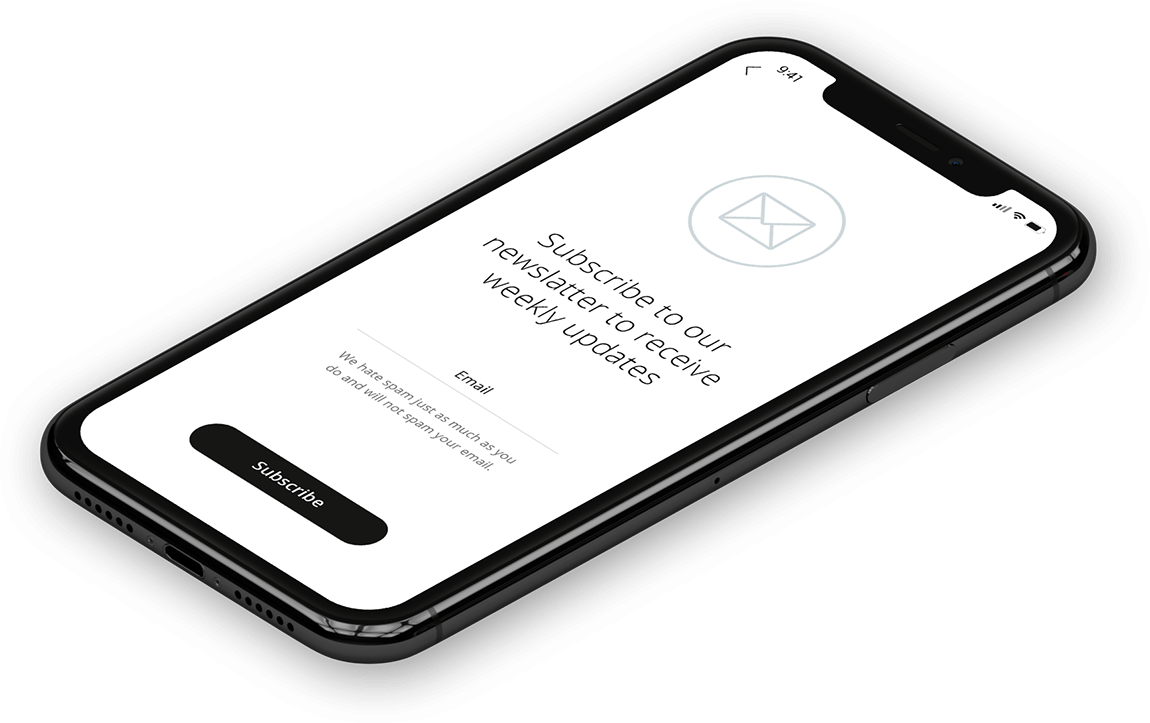 9:41
Subscribe to our
newslatter to receive
weekly updates
Email
We hate spam just as much as you
do and will not spam your email.
Subscribe